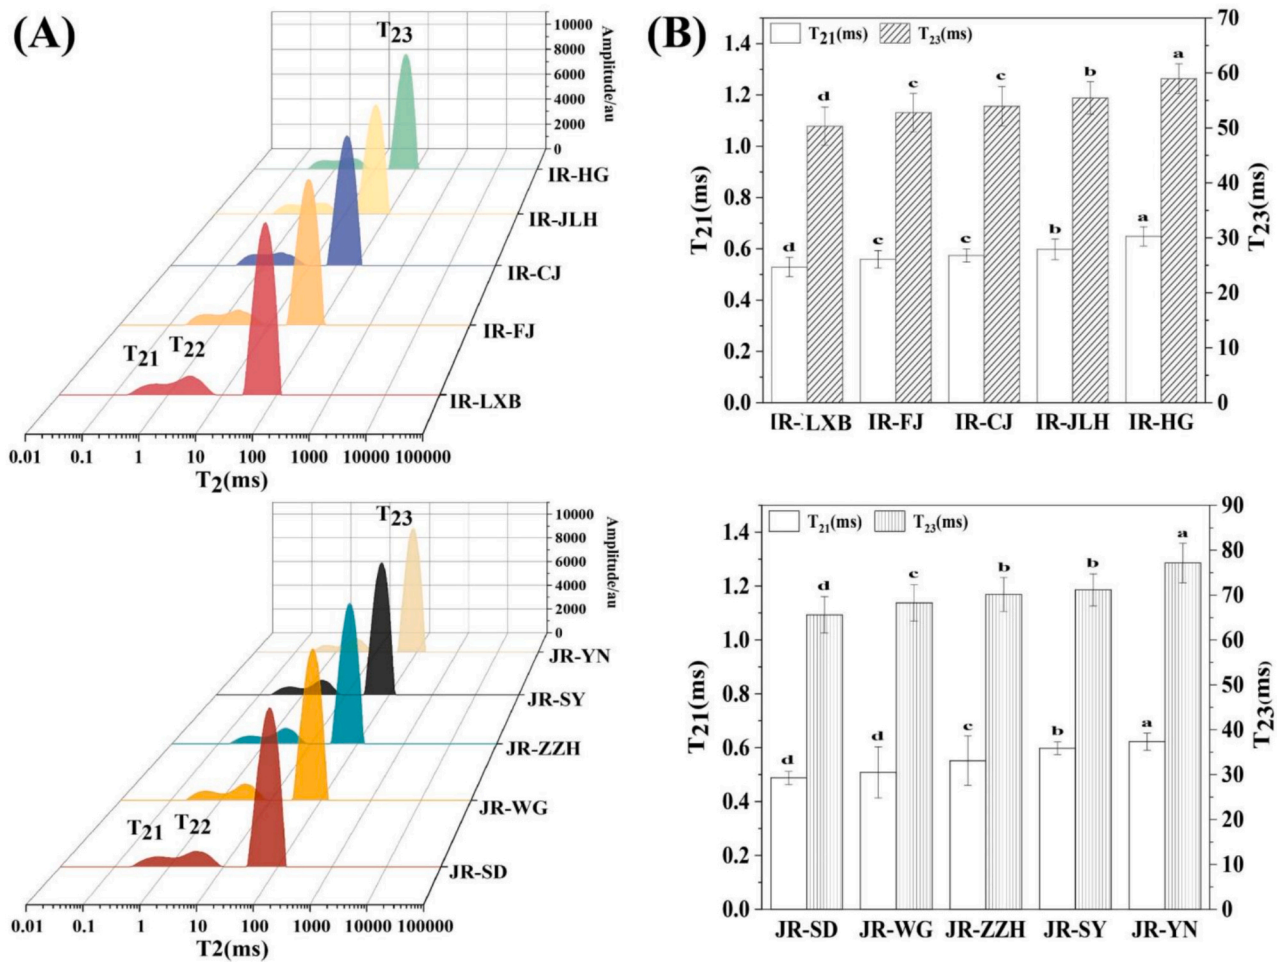 (A)
T23
10000
8000
6000
4000
2000
0
Amplitude/au
IR-HG
IR-JLH
IR-CJ
IR-FJ
IR-LXB
T21
T22
0.01 0.1 1 10 100 1000 10000 100000
T2(ms)
(B)
T21(ms) T23(ms)
1.4
1.2
1.0
0.8
0.6
0.4
0.2
0.0
T21(ms)
70
60
50
40
30
20
10
0
T23(ms)
d c c b a
d c c b a
IR-LXB IR-FJ IR-CJ IR-JLH IR-HG
T23
10000
8000
6000
4000
2000
0
Amplitude/au
JR-YN
JR-SY
JR-ZZH
JR-WG
JR-SD
T21
T22
0.01 0.1 1 10 100 1000 10000 100000
T2(ms)
T21(ms) T23(ms)
1.4
1.2
1.0
0.8
0.6
0.4
0.2
0.0
T21(ms)
90
80
70
60
50
40
30
20
10
0
T23(ms)
d c b b a
d d c b a
JR-SD JR-WG JR-ZZH JR-SY JR-YN